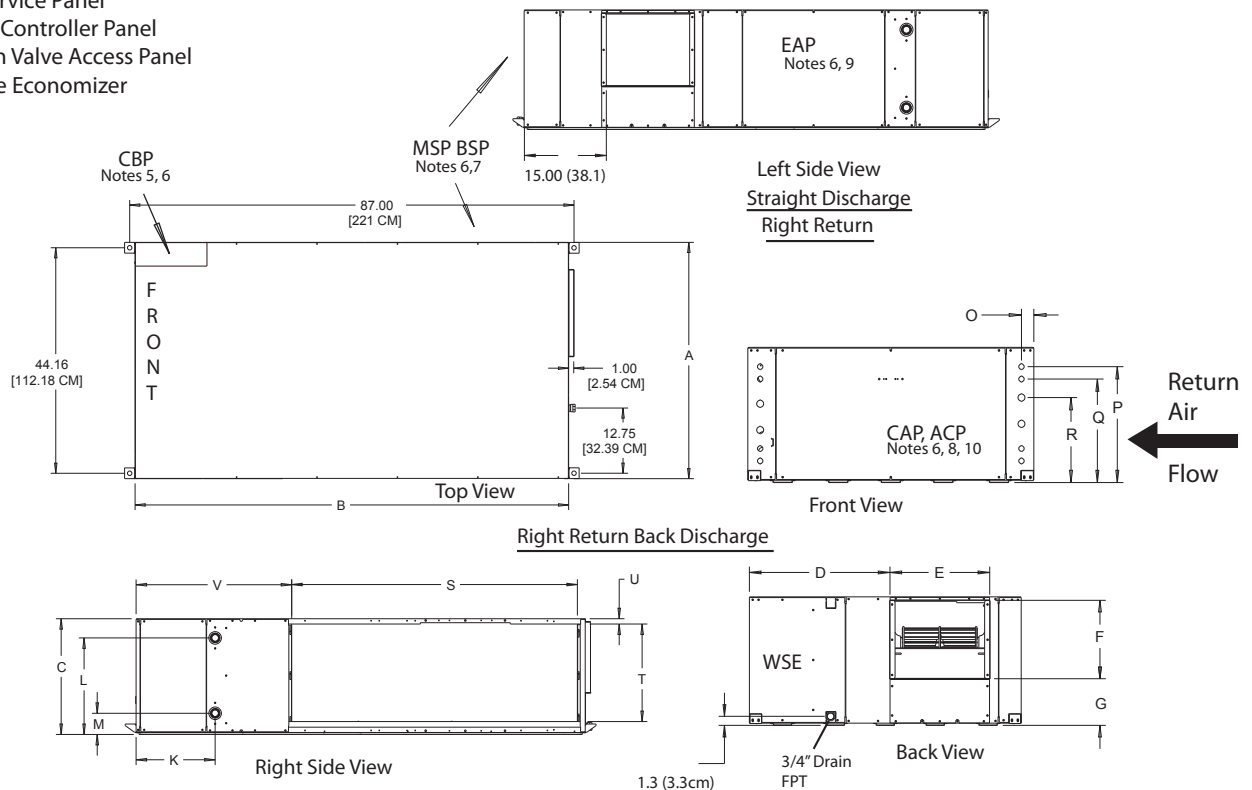 Service Panel
Controller Panel
Valve Access Panel
Economizer
EAP
Notes 6, 9
15.00 (38.1)
Left Side View
Straight Discharge
Right Return
CBP
Notes 5, 6
MSP BSP
Notes 6,7
87.00
[221 CM]
FRONT
44.16
[112.18 CM]
A
1.00
[2.54 CM]
12.75
[32.39 CM]
Top View
B
O
CAP, ACP
Notes 6, 8, 10
R
Q
P
Front View
Return
Air
Flow
Right Return Back Discharge
V
S
U
C
L
M
T
K
Right Side View
D
E
F
G
WSE
1.3 (3.3cm)
3/4" Drain
FPT
Back View